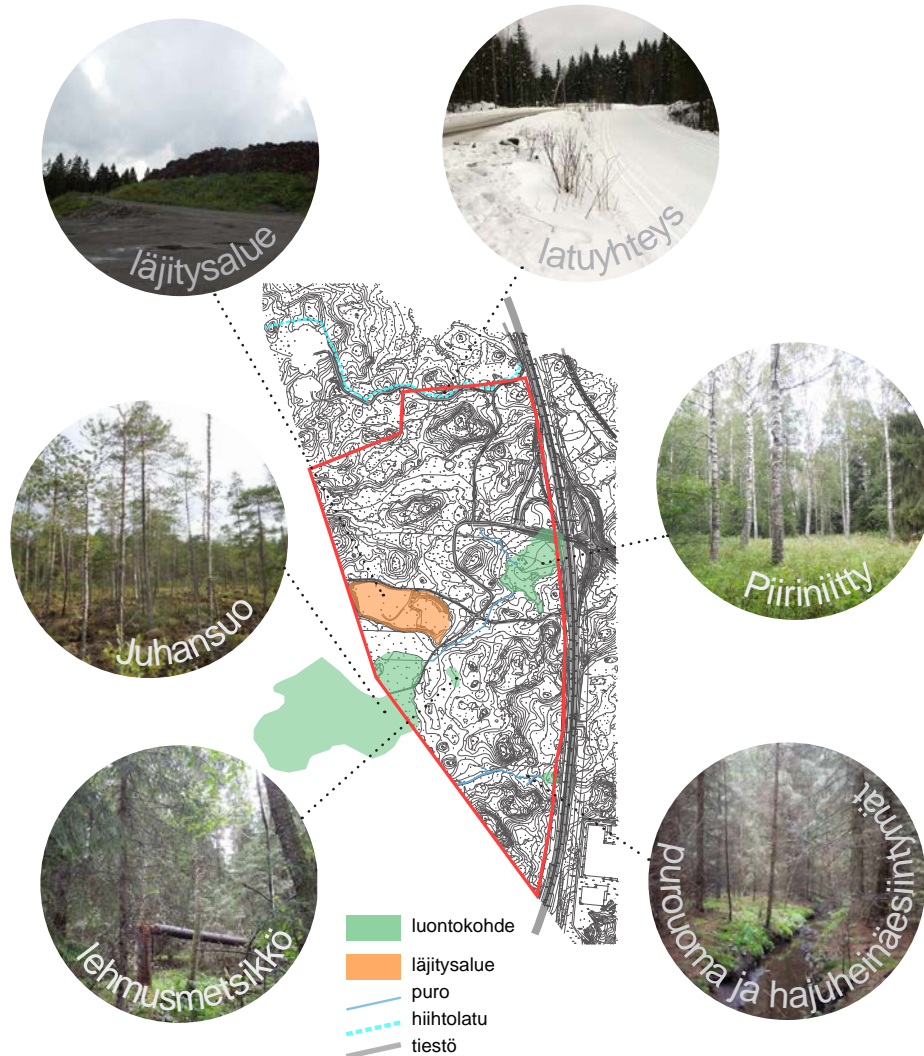 läjitysalue
latuyhteys
Juhansuo
Piiriniitty
lehmusmetsikkö
purouoma ja hajuheinäesiintymät
luontokohde
läjitysalue
puro
hiihtolatu
tiestö